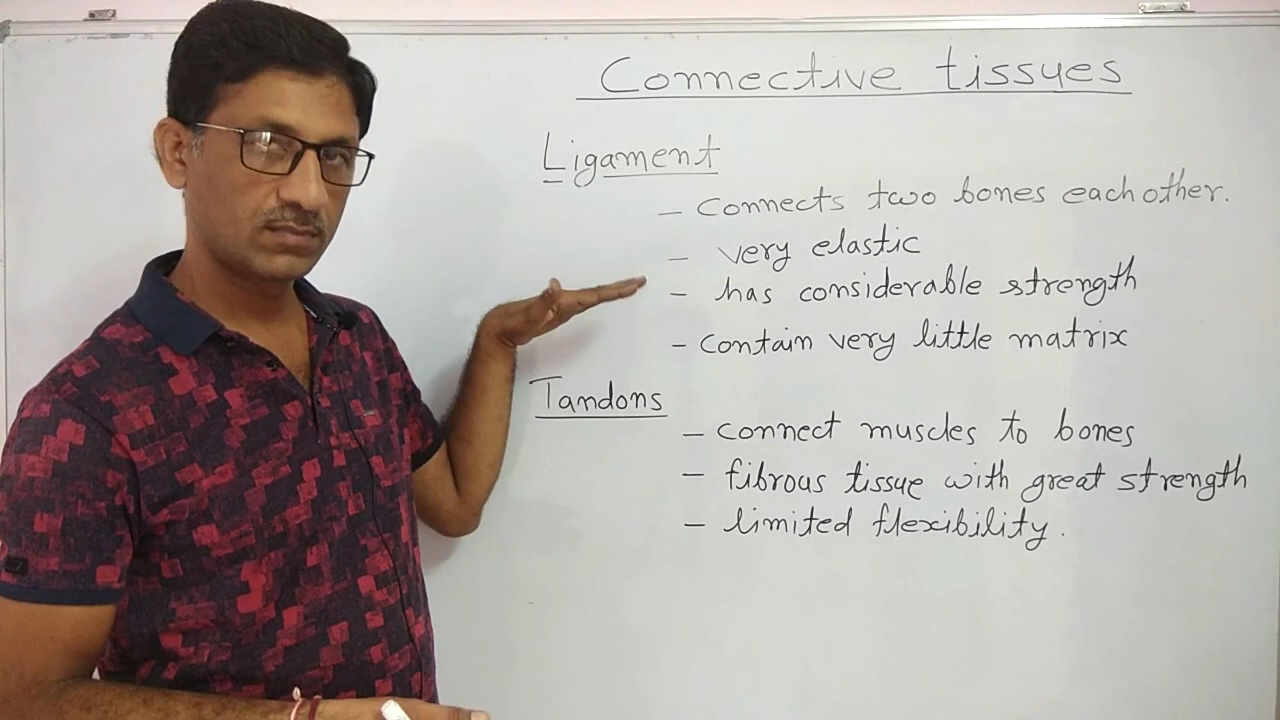 Connective tissues
Ligament
- Connects two bones each other.
- very elastic
- has considerable strength
- contain very little matrix
Tandons
- connect muscles to bones
- fibrous tissue with great strength
- limited flexibility.